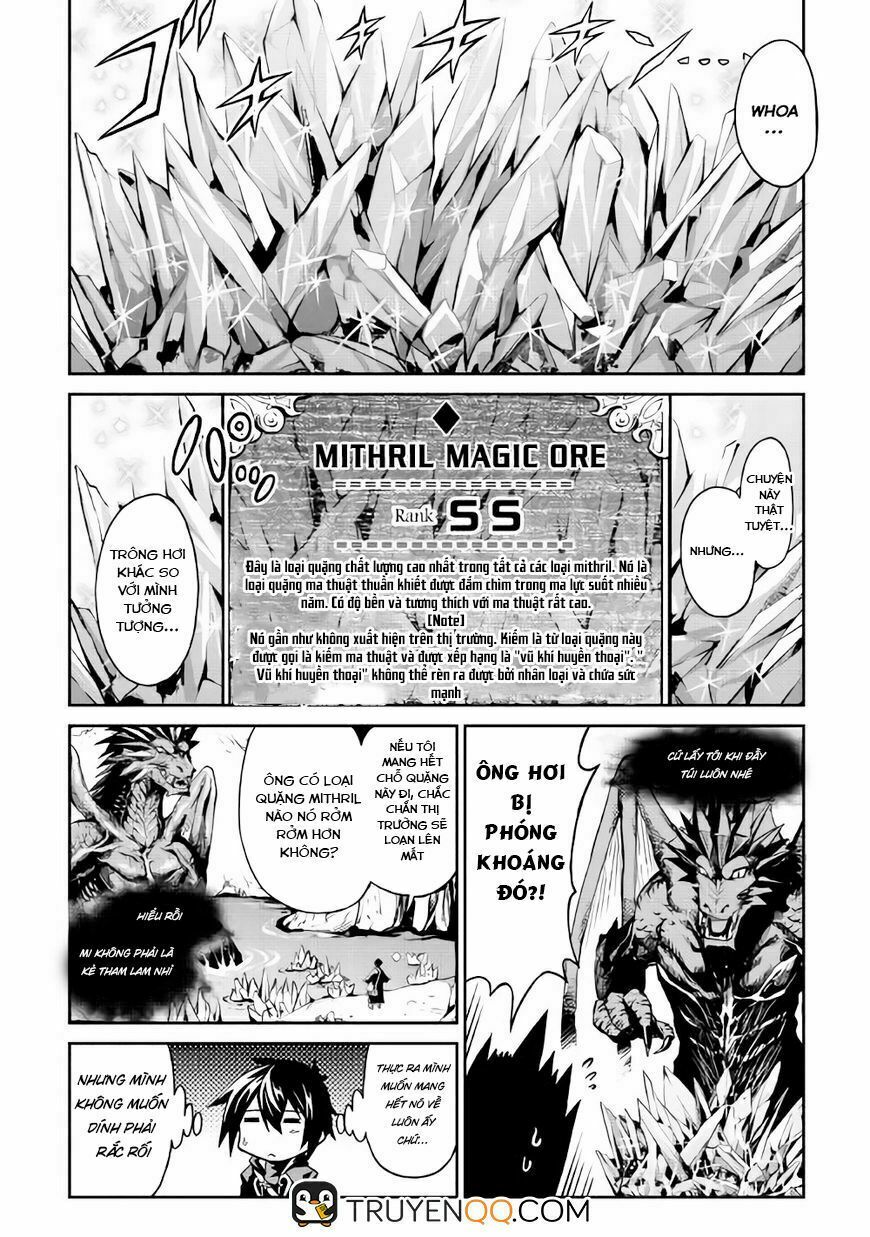 WHOA
...
CHUYỆN
NÀY
THẬT
TUYỆT...
NHƯNG...
MITHRIL MAGIC ORE
Rank SS
Đây là loại quặng chất lượng cao nhất trong tất cả các loại mithril. Nó là
loại quặng ma thuật thuần khiết được đắm chìm trong ma lực suốt nhiều
năm. Có độ bền và tương thích với ma thuật rất cao.
[Note]
Nó gần như không xuất hiện trên thị trường. Kiếm là từ loại quặng này
được gọi là kiếm ma thuật và được xếp hạng là "vũ khí huyền thoại". "
Vũ khí huyền thoại" không thể rèn ra được bởi nhân loại và chứa sức
mạnh
TRÔNG HƠI
KHÁC SO
VỚI MÌNH
TƯỞNG
TƯỢNG...
CỨ LẤY TỚI KHI ĐẦY
TÚI LUÔN NHÉ
ÔNG HƠI
BỊ
PHÓNG
KHOÁNG
ĐÓ?!
NẾU TÔI
MANG HẾT
CHỖ QUẶNG
NÀY ĐI, CHẮC
CHẮN THỊ
TRƯỜNG SẼ
LOẠN LÊN
MẤT
ÔNG CÓ LOẠI
QUẶNG MITHRIL
NÀO NÓ RỞM
RỞM HƠN
KHÔNG?
HIỂU RỒI
MI KHÔNG PHẢI LÀ
KẺ THAM LAM NHỈ
THỰC RA MÌNH
MUỐN MANG
HẾT NÓ VỀ
LUÔN ẤY
CHỨ...
NHƯNG MÌNH
KHÔNG MUỐN
DÍNH PHẢI
RẮC RỐI
TRUYENQQ.COM